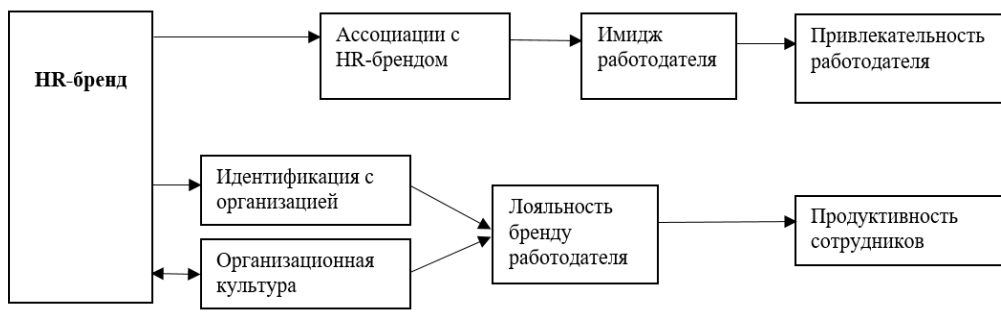 HR-бренд
Ассоциации с
HR-брендом
Имидж
работодателя
Привлекательность
работодателя
Идентификация с
организацией
Организационная
культура
Лояльность
бренду
работодателя
Продуктивность
сотрудников